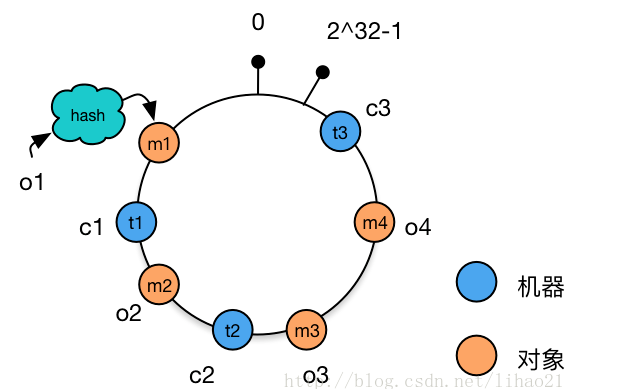 0
2^32-1
hash
c3
t3
m1
o1
c1
t1
m4
o4
m2
o2
机器
t2
m3
c2
o3
对象
http://blog.csdn.net/lihao21